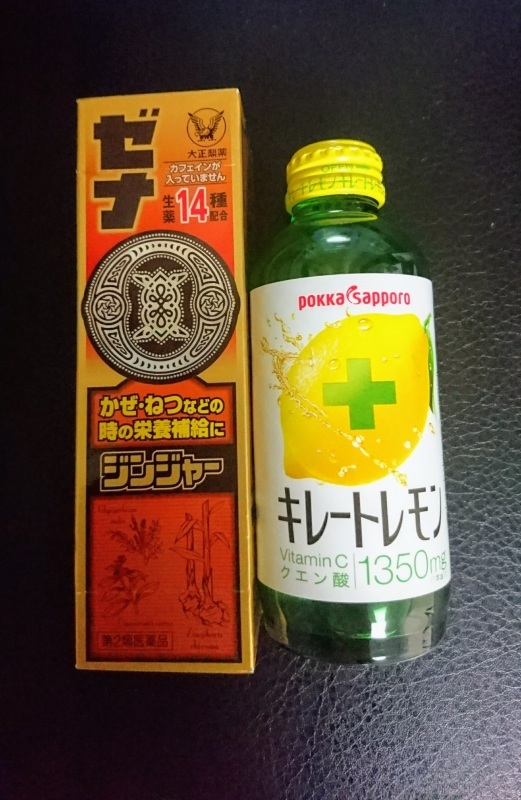 ゼナ
大正製薬
カフェインが
入っていません
生薬14種配合
かぜ・ねつなどの
時の栄養補給に
ジンジャー
第2類医薬品
pokka sapporo
キレートレモン
Vitamin C
クエン酸
1350mg